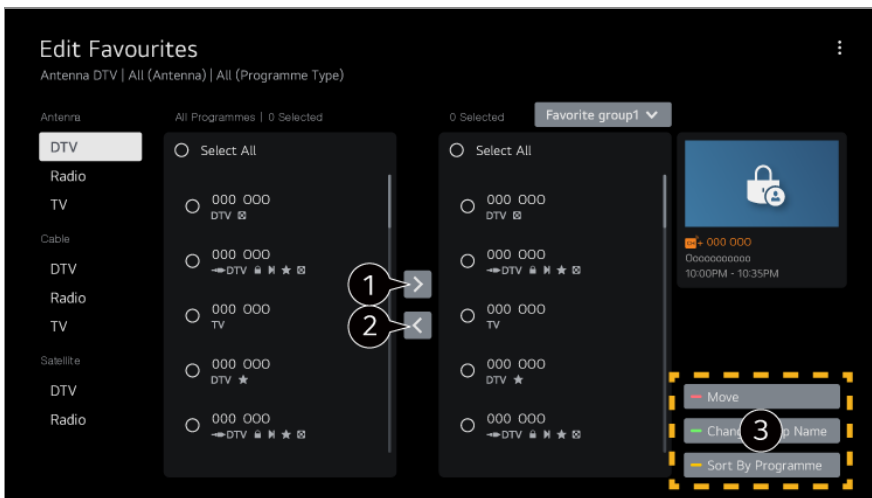 Edit Favourites
Antenna DTV | All (Antenna) | All (Programme Type)
Antenna
DTV
Radio
TV
Cable
DTV
Radio
TV
Satellite
DTV
Radio
All Programmes | 0 Selected
Select All
000 000
DTV
000 000
DTV
000 000
TV
000 000
DTV
000 000
DTV
1
2
0 Selected
Favorite group1
Select All
000 000
DTV
000 000
DTV
000 000
TV
000 000
DTV
000 000
DTV
CH+ 000 000
Ooooooooooo
10:00PM - 10:35PM
Move
3
Name
Sort By Programme